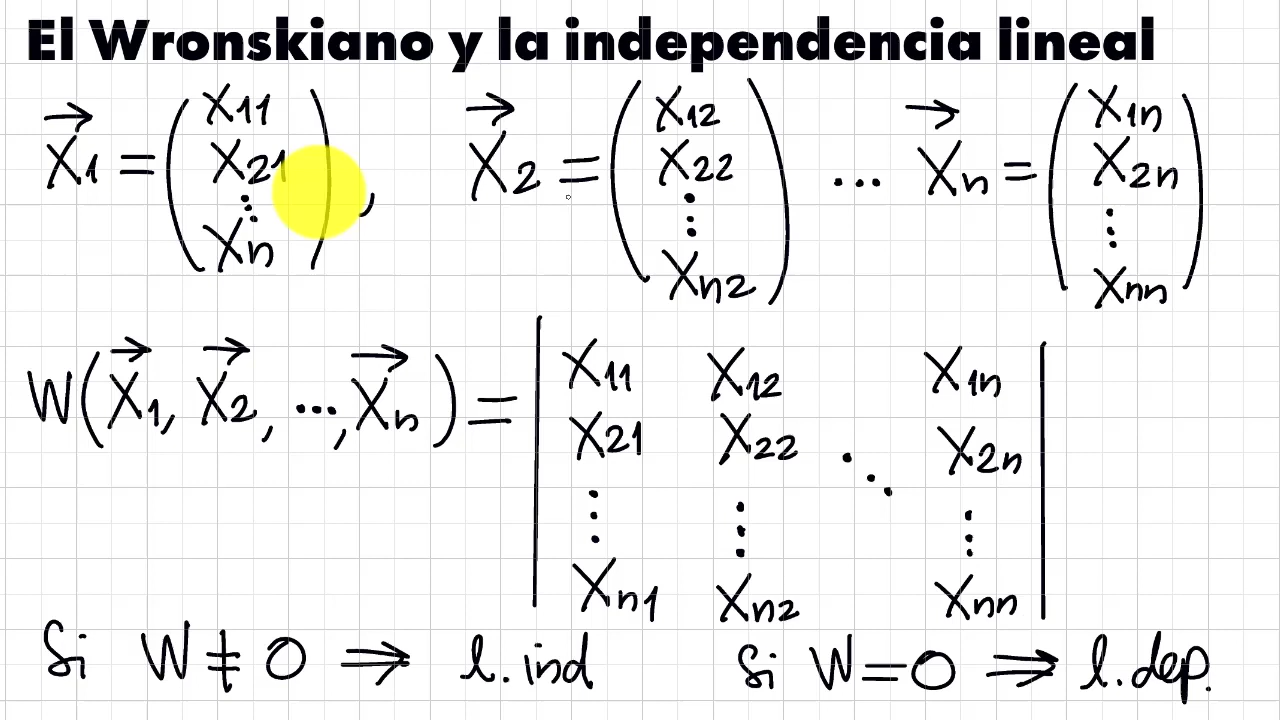 El Wronskiano y la independencia lineal
X⃗1 = (X11 X21 ⋮ Xn), X⃗2 = (X12 X22 ⋮ Xn2) ... X⃗n = (X1n X2n ⋮ Xnn)
W(X⃗1, X⃗2, ..., X⃗n) = | X11 X12 X1n
X21 X22 ⋱ X2n
⋮ ⋮ ⋮
Xn1 Xn2 Xnn |
Si W ≠ 0 ⇒ l.ind Si W = 0 ⇒ l.dep.